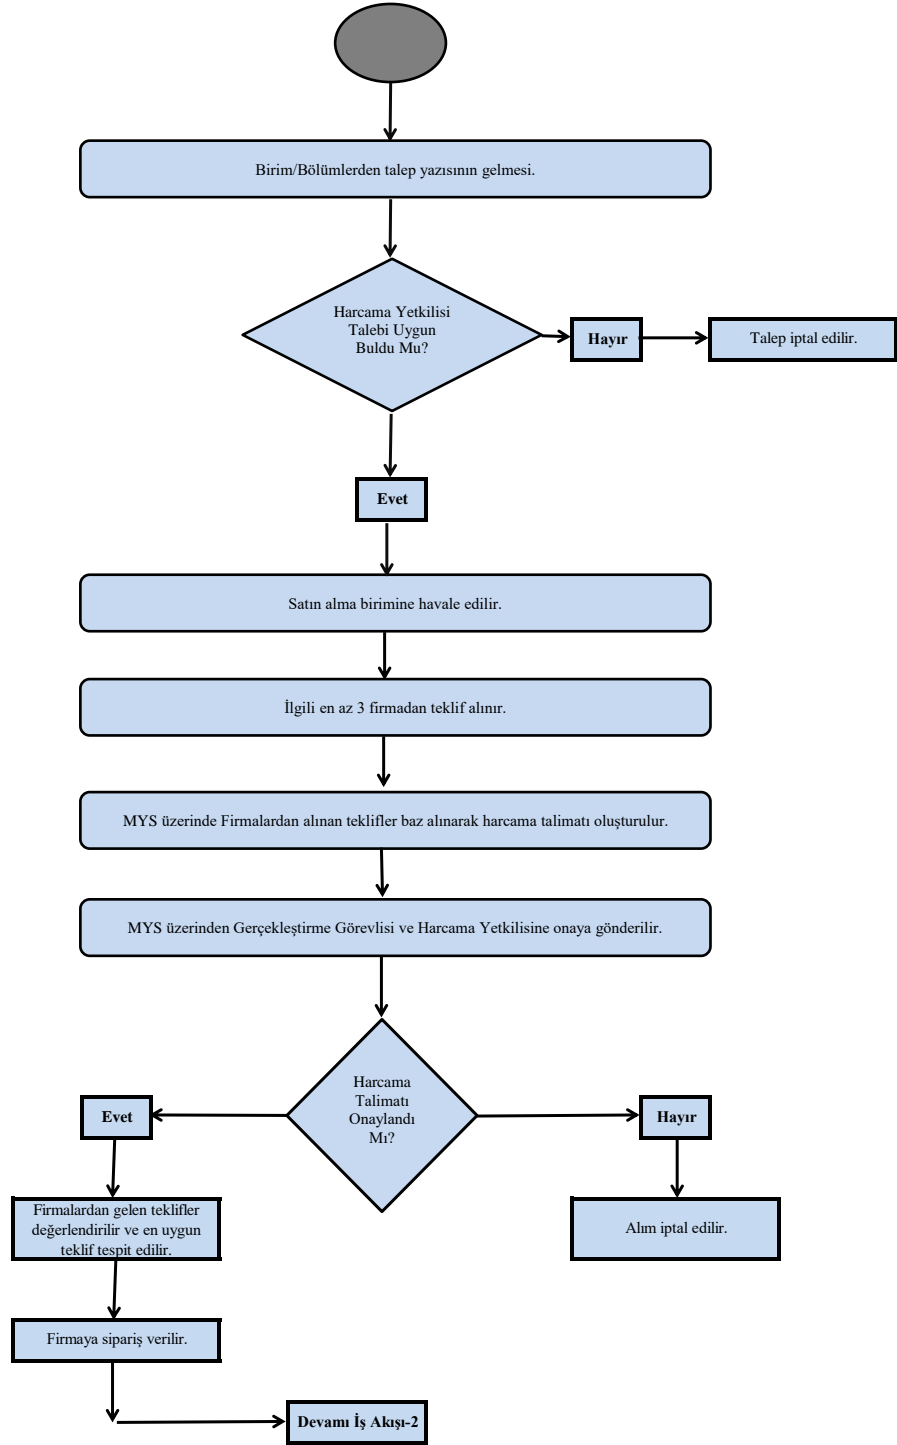 Birim/Bölümlerden talep yazısının gelmesi.
Harcama Yetkilisi
Talebi Uygun
Buldu Mu?
Hayır
Talep iptal edilir.
Evet
Satın alma birimine havale edilir.
İlgili en az 3 firmadan teklif alınır.
MYS üzerinde Firmalardan alınan teklifler baz alınarak harcama talimatı oluşturulur.
MYS üzerinden Gerçekleştirme Görevlisi ve Harcama Yetkilisine onaya gönderilir.
Harcama
Talimatı
Onaylandı
Mı?
Evet
Hayır
Firmalardan gelen teklifler
değerlendirilir ve en uygun
teklif tespit edilir.
Alım iptal edilir.
Firmaya sipariş verilir.
Devamı İş Akışı-2